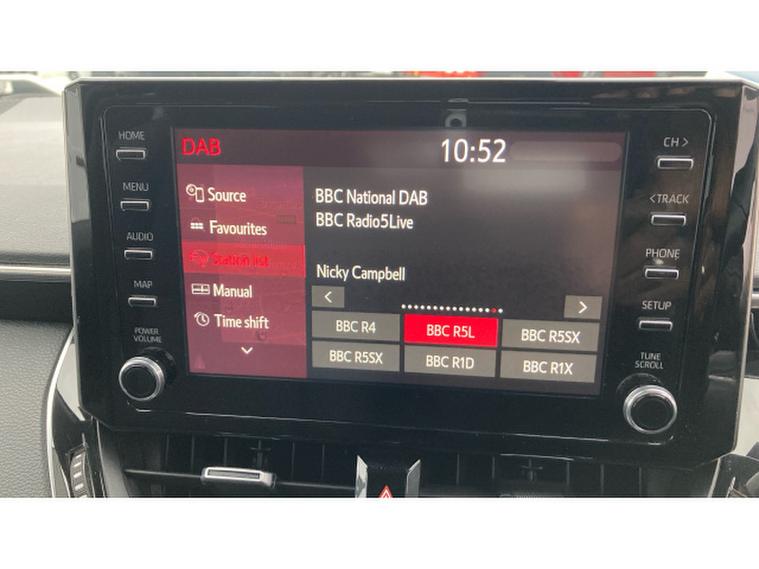 HOME
MENU
AUDIO
MAP
POWER
VOLUME
DAB
10:52
Source
Favourites
Station list
Manual
Time shift
BBC National DAB
BBC Radio5Live
Nicky Campbell
<
>
BBC R4
BBC R5L
BBC R5SX
BBC R5SX
BBC R1D
BBC R1X
CH >
< TRACK
PHONE
SETUP
TUNE
SCROLL